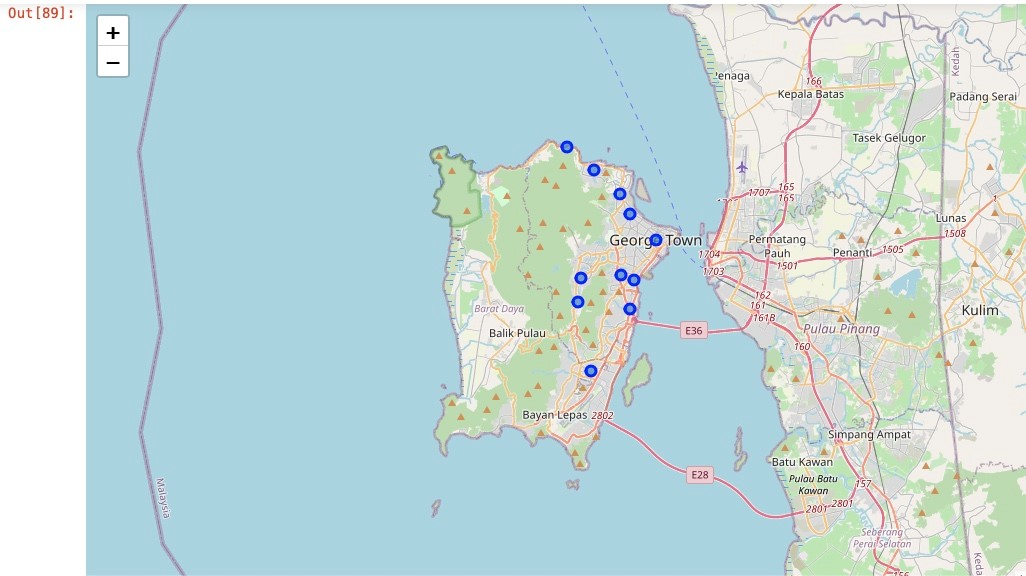 Out[89]:
+
−
Kedah
166
Kepala Batas
Padang Serai
Tasek Gelugor
1707
165
165
Lunas
1508
George Town
Permatang
Pauh
Penanti
1505
1704
1501
1703
162
161
161B
Barat Daya
Balik Pulau
E36
Pulau Pinang
Kulim
160
Bayan Lepas
2802
Simpang Ampat
Batu Kawan
E28
Pulau Batu
Kawan
157
2801
2801
Malaysia
Seberang
Perai Selatan